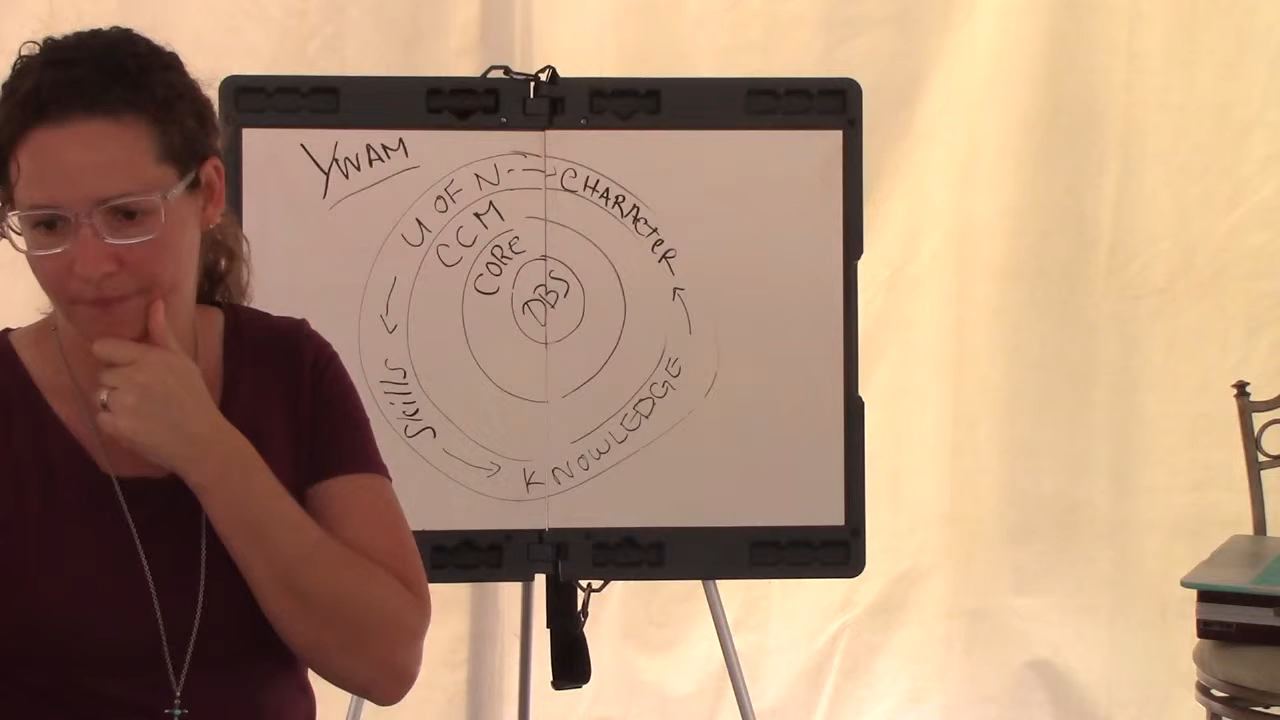 YWAM
U OF N
CHARACTER
CCM
CORE
DBS
Skills
KNOWLEDGE